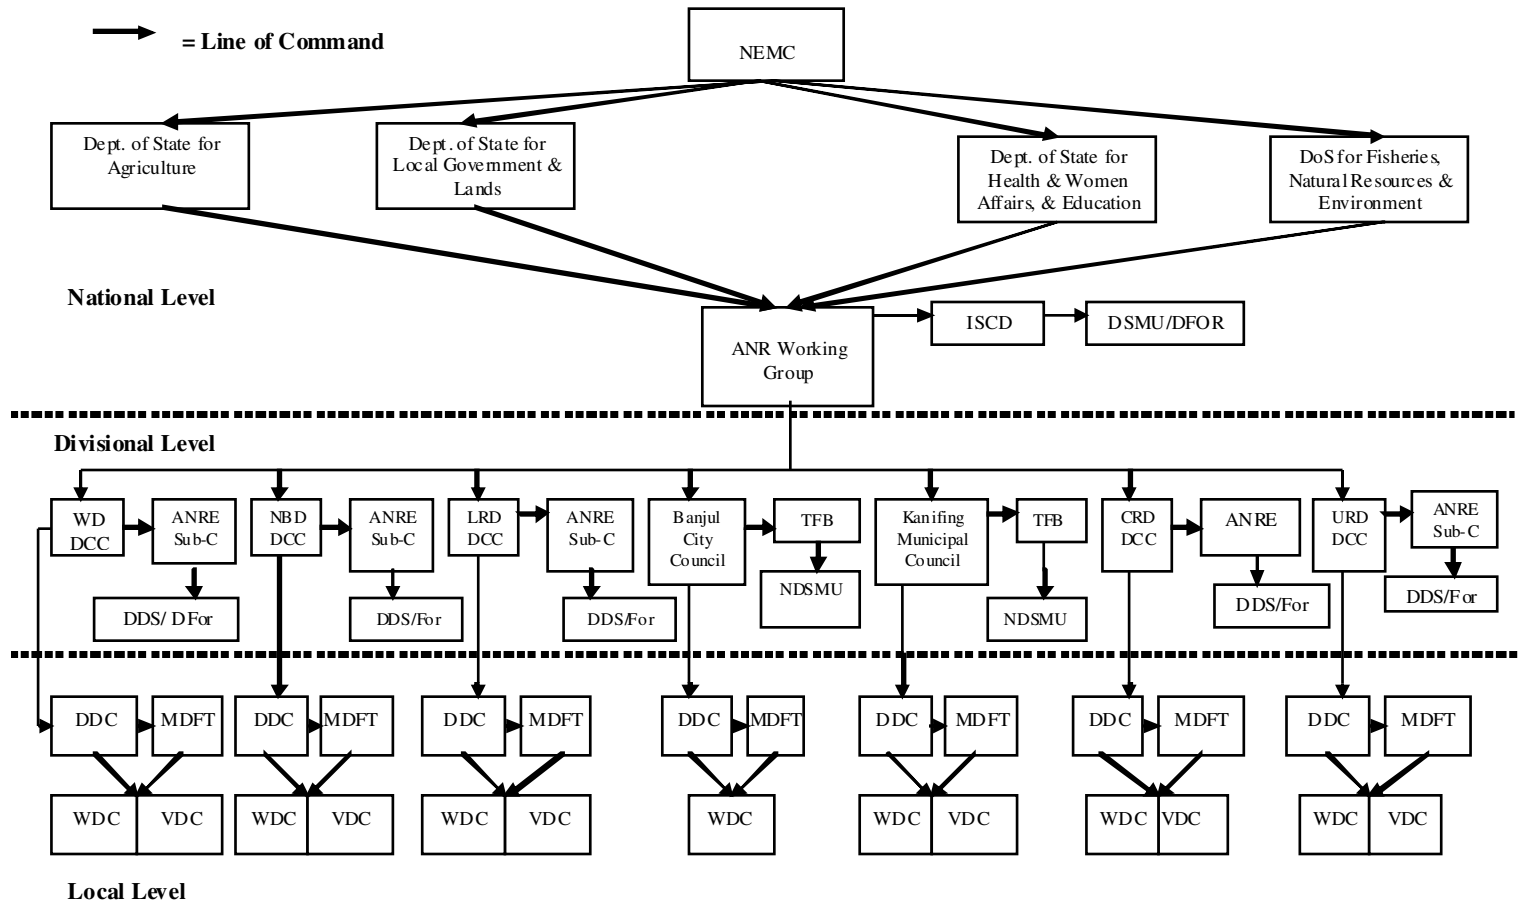 = Line of Command
NEMC
Dept. of State for
Agriculture
Dept. of State for
Local Government &
Lands
Dept. of State for
Health & Women
Affairs, & Education
DoS for Fisheries,
Natural Resources &
Environment
National Level
ANR Working
Group
ISCD
DSMU/DFOR
Divisional Level
WD
DCC
ANRE
Sub-C
DDS/ DFor
NBD
DCC
ANRE
Sub-C
DDS/For
LRD
DCC
ANRE
Sub-C
DDS/For
Banjul
City
Council
TFB
NDSMU
Kanifing
Municipal
Council
TFB
NDSMU
CRD
DCC
ANRE
DDS/For
URD
DCC
ANRE
Sub-C
DDS/For
DDC
MDFT
DDC
MDFT
DDC
MDFT
DDC
MDFT
DDC
MDFT
DDC
MDFT
DDC
MDFT
WDC
VDC
WDC
VDC
WDC
VDC
WDC
WDC
VDC
WDC
VDC
WDC
VDC
Local Level